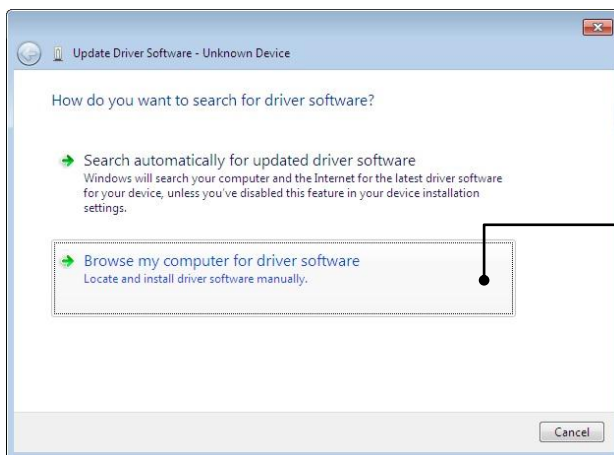 Update Driver Software - Unknown Device
How do you want to search for driver software?
Search automatically for updated driver software
Windows will search your computer and the Internet for the latest driver software
for your device, unless you've disabled this feature in your device installation
settings.
Browse my computer for driver software
Locate and install driver software manually.
Cancel